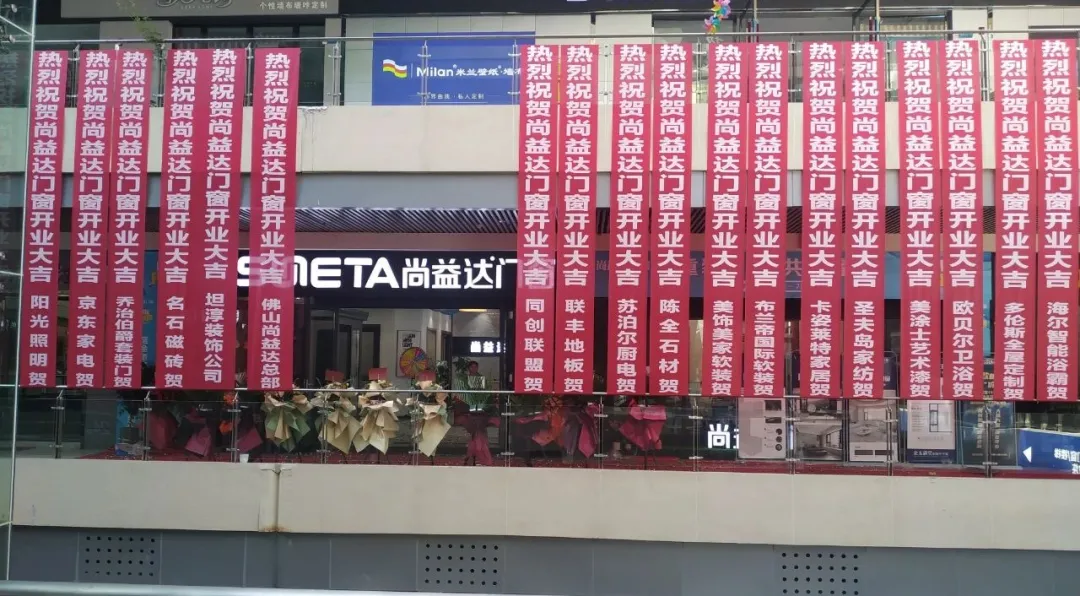 个性墙布墙咔定制
Milan 米兰壁纸·墙
私人定制
热烈祝贺尚益达门窗开业大吉 阳光照明贺
热烈祝贺尚益达门窗开业大吉 京东家电贺
热烈祝贺尚益达门窗开业大吉 乔治伯爵套装门贺
热烈祝贺尚益达门窗开业大吉 名石磁砖贺
热烈祝贺尚益达门窗开业大吉 坦淳装饰公司
热烈祝贺尚益达门窗开业大吉 佛山尚益达总部
热烈祝贺尚益达门窗开业大吉 同创联盟贺
热烈祝贺尚益达门窗开业大吉 联丰地板贺
热烈祝贺尚益达门窗开业大吉 苏泊尔厨电贺
热烈祝贺尚益达门窗开业大吉 陈全石材贺
热烈祝贺尚益达门窗开业大吉 美饰美家软装贺
热烈祝贺尚益达门窗开业大吉 布兰帝国际软装贺
热烈祝贺尚益达门窗开业大吉 卡姿莱特家居贺
热烈祝贺尚益达门窗开业大吉 圣夫岛家纺贺
热烈祝贺尚益达门窗开业大吉 美涂士艺术漆贺
热烈祝贺尚益达门窗开业大吉 欧贝尔卫浴贺
热烈祝贺尚益达门窗开业大吉 多伦斯全屋定制贺
热烈祝贺尚益达门窗开业大吉 海尔智能浴霸贺
尚益达门
尚益
尚益